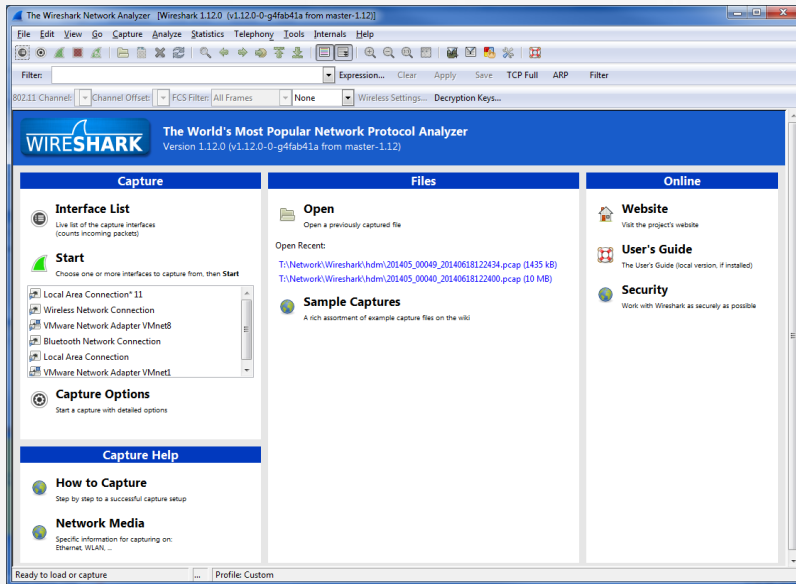 The Wireshark Network Analyzer [Wireshark 1.12.0 (v1.12.0-0-g4fab41a from master-1.12)]
File Edit View Go Capture Analyze Statistics Telephony Tools Internals Help
Filter: Expression... Clear Apply Save TCP Full ARP Filter
802.11 Channel: Channel Offset: FCS Filter: All Frames None Wireless Settings... Decryption Keys...
WIRESHARK
The World's Most Popular Network Protocol Analyzer
Version 1.12.0 (v1.12.0-0-g4fab41a from master-1.12)
Capture
Interface List
Live list of the capture interfaces
(counts incoming packets)
Start
Choose one or more interfaces to capture from, then Start
Local Area Connection* 11
Wireless Network Connection
VMware Network Adapter VMnet8
Bluetooth Network Connection
Local Area Connection
VMware Network Adapter VMnet1
Capture Options
Start a capture with detailed options
Capture Help
How to Capture
Step by step to a successful capture setup
Network Media
Specific information for capturing on:
Ethernet, WLAN, ...
Files
Open
Open a previously captured file
Open Recent:
T:\Network\Wireshark\hdm\201405_00049_20140618122434.pcap (1435 kB)
T:\Network\Wireshark\hdm\201405_00040_20140618122400.pcap (10 MB)
Sample Captures
A rich assortment of example capture files on the wiki
Online
Website
Visit the project's website
User's Guide
The User's Guide (local version, if installed)
Security
Work with Wireshark as securely as possible
Ready to load or capture ... Profile: Custom